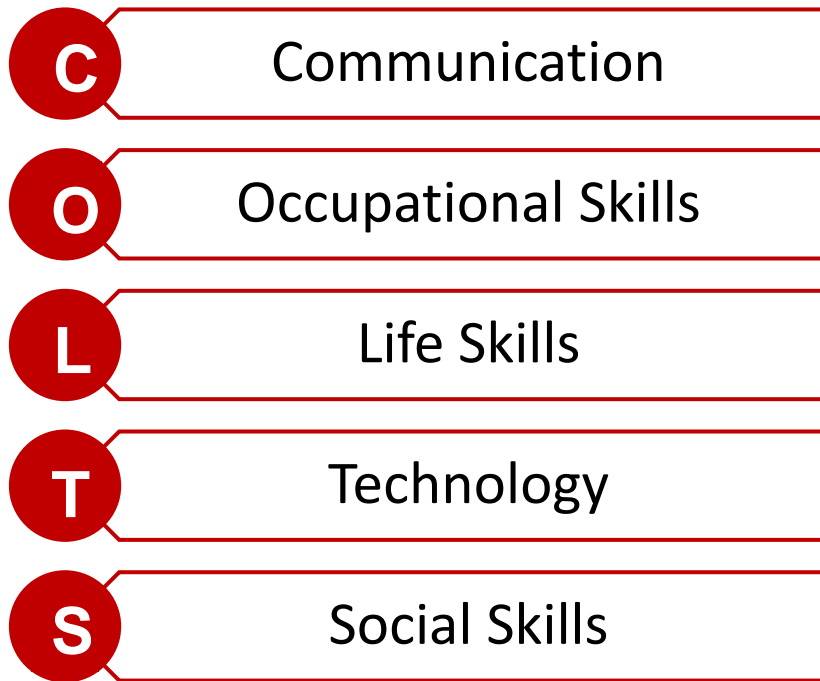 C Communication
O Occupational Skills
L Life Skills
T Technology
S Social Skills